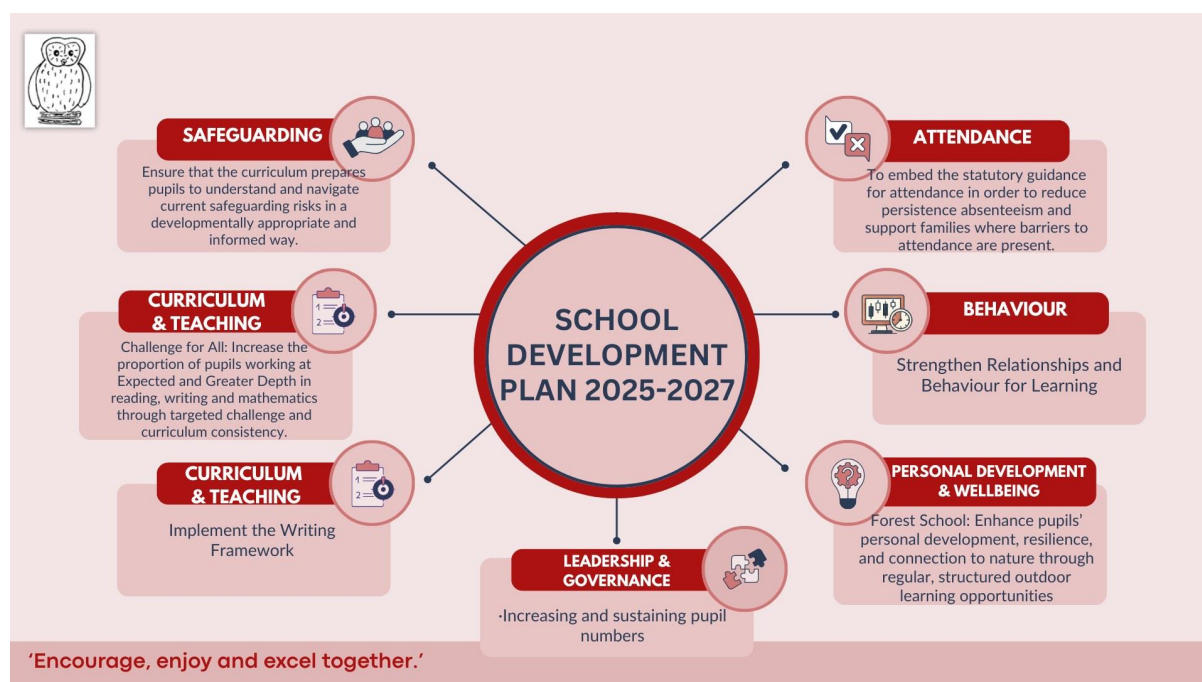 SAFEGUARDING
Ensure that the curriculum prepares
pupils to understand and navigate
current safeguarding risks in a
developmentally appropriate and
informed way.
CURRICULUM
& TEACHING
Challenge for All: Increase the
proportion of pupils working at
Expected and Greater Depth in
reading, writing and mathematics
through targeted challenge and
curriculum consistency.
CURRICULUM
& TEACHING
Implement the Writing
Framework
SCHOOL
DEVELOPMENT
PLAN 2025-2027
LEADERSHIP &
GOVERNANCE
·Increasing and sustaining pupil
numbers
ATTENDANCE
To embed the statutory guidance
for attendance in order to reduce
persistence absenteeism and
support families where barriers to
attendance are present.
BEHAVIOUR
Strengthen Relationships and
Behaviour for Learning
PERSONAL DEVELOPMENT
& WELLBEING
Forest School: Enhance pupils'
personal development, resilience,
and connection to nature through
regular, structured outdoor
learning opportunities
'Encourage, enjoy and excel together.'